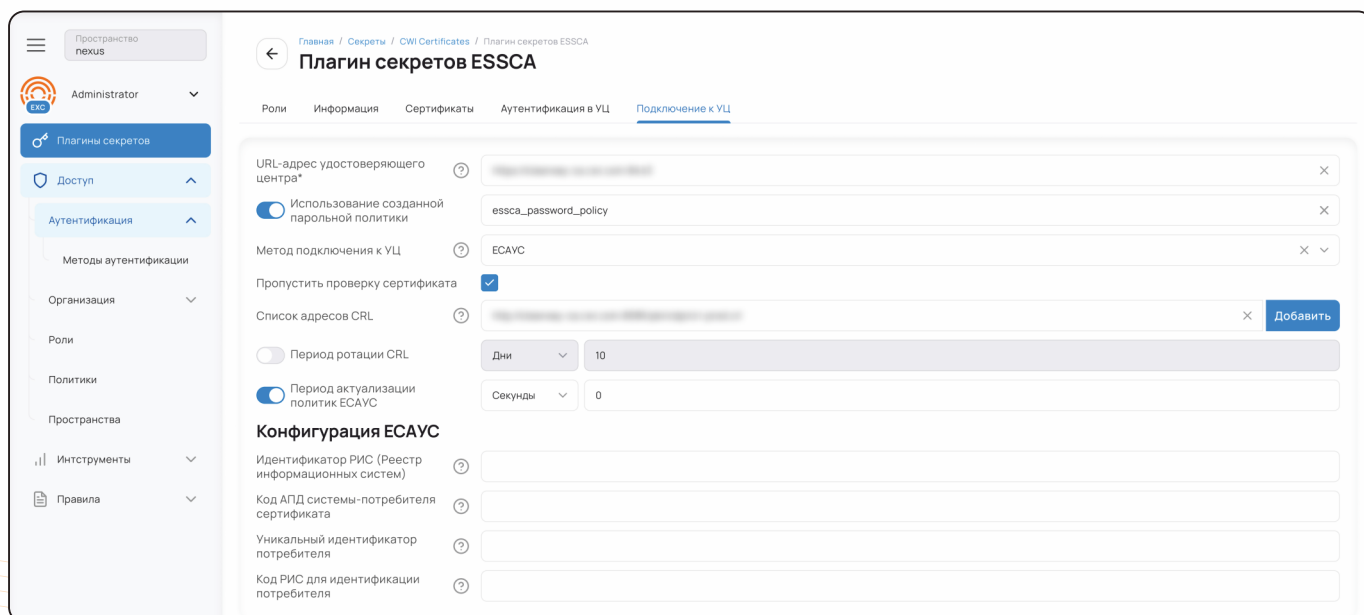 Пространство
nexus
EXC
Administrator
Плагины секретов
Доступ
Аутентификация
Методы аутентификации
Организация
Роли
Политики
Пространства
Интструменты
Правила
Главная / Секреты / CWI Certificates / Плагин секретов ESSCA
Плагин секретов ESSCA
Роли Информация Сертификаты Аутентификация в УЦ Подключение к УЦ
URL-адрес удостоверяющего
центра*
Использование созданной
парольной политики
essca_password_policy
Метод подключения к УЦ
ЕСАУС
Пропустить проверку сертификата
Список адресов CRL
Добавить
Период ротации CRL
Дни
10
Период актуализации
политик ЕСАУС
Секунды
0
Конфигурация ЕСАУС
Идентификатор РИС (Реестр
информационных систем)
Код АПД системы-потребителя
сертификата
Уникальный идентификатор
потребителя
Код РИС для идентификации
потребителя